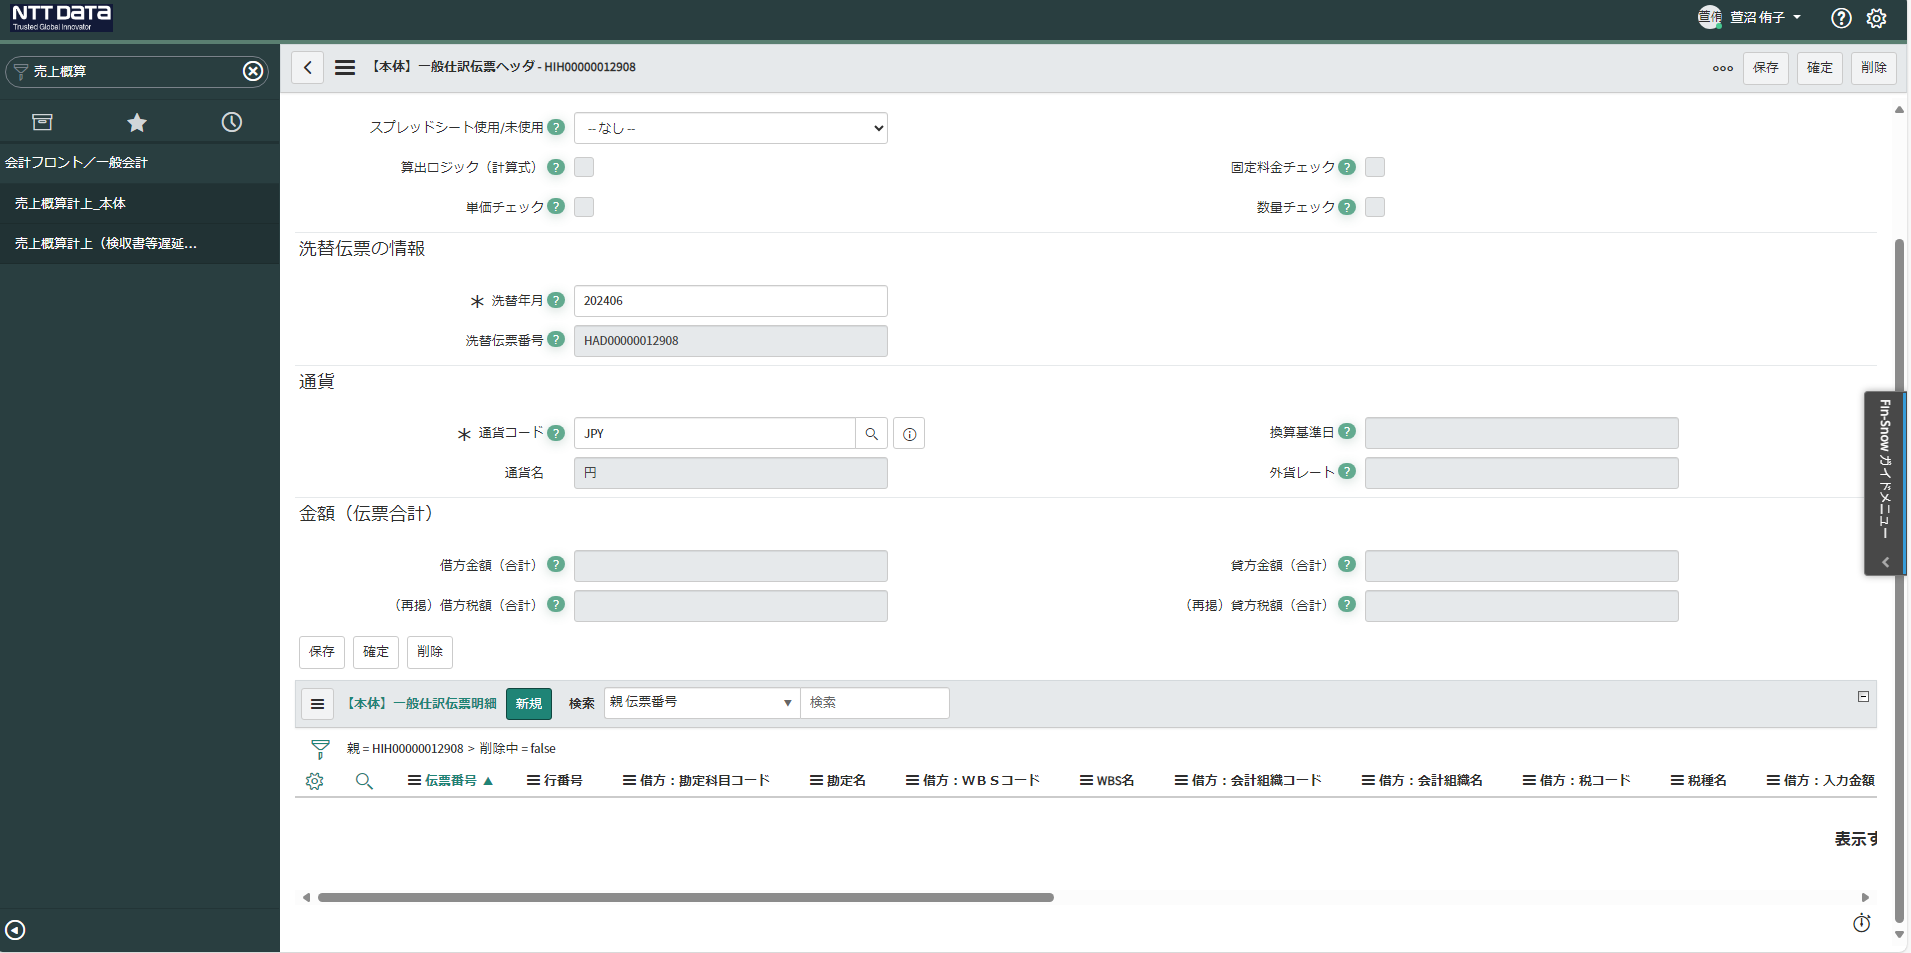 NTT DATA
Trusted Global Innovator
萱沼 侑子
売上概算
【本体】一般仕訳伝票ヘッダ - HIH00000012908
保存 確定 削除
会計フロント／一般会計
売上概算計上_本体
売上概算計上（検収書等遅延...
スプレッドシート使用/未使用 ? -- なし --
算出ロジック（計算式） ? 固定料金チェック ?
単価チェック ? 数量チェック ?
洗替伝票の情報
＊ 洗替年月 ? 202406
洗替伝票番号 ? HAD00000012908
通貨
＊ 通貨コード ? JPY 換算基準日 ?
通貨名 円 外貨レート ?
金額（伝票合計）
借方金額（合計） ? 貸方金額（合計） ?
（再掲）借方税額（合計） ? （再掲）貸方税額（合計） ?
Fin-Snow ガイドメニュー
保存 確定 削除
【本体】一般仕訳伝票明細 新規 検索 親 伝票番号 ▼ 検索
親 = HIH00000012908 > 削除中 = false
伝票番号 ▲ 行番号 借方：勘定科目コード 勘定名 借方：ＷＢＳコード WBS名 借方：会計組織コード 借方：会計組織名 借方：税コード 税種名 借方：入力金額
表示す